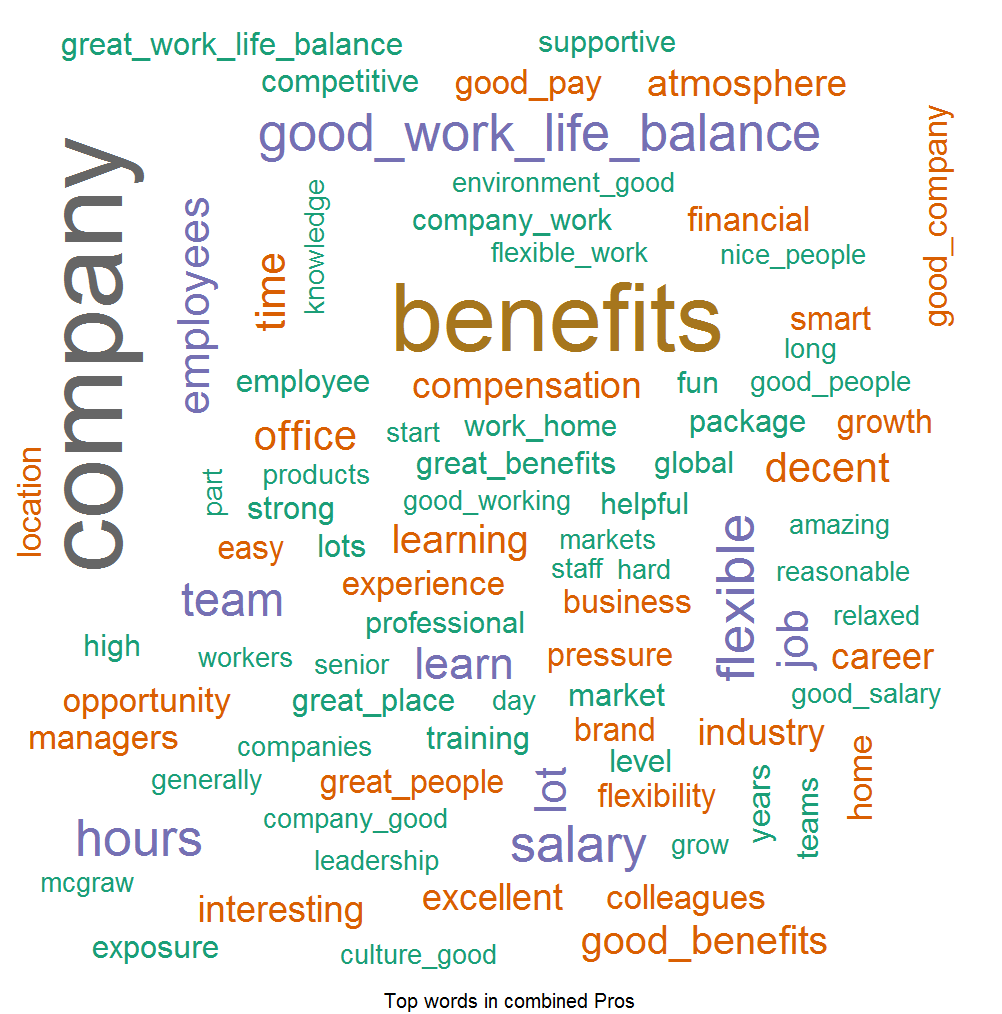 great_work_life_balance
supportive
competitive
good_pay
atmosphere
good_work_life_balance
company
employees
knowledge
environment_good
good_company
company_work
financial
time
flexible_work
nice_people
benefits
smart
long
employee
compensation
fun
good_people
office
start
work_home
package
growth
location
part
products
great_benefits
global
decent
strong
good_working
helpful
easy
lots
learning
markets
flexible
amazing
staff
hard
reasonable
team
experience
business
job
relaxed
professional
high
workers
senior
learn
pressure
career
opportunity
great_place
day
market
good_salary
managers
companies
training
brand
industry
home
generally
great_people
lot
level
flexibility
years
teams
company_good
hours
leadership
salary
grow
mcgraw
interesting
excellent
colleagues
exposure
culture_good
good_benefits
Top words in combined Pros